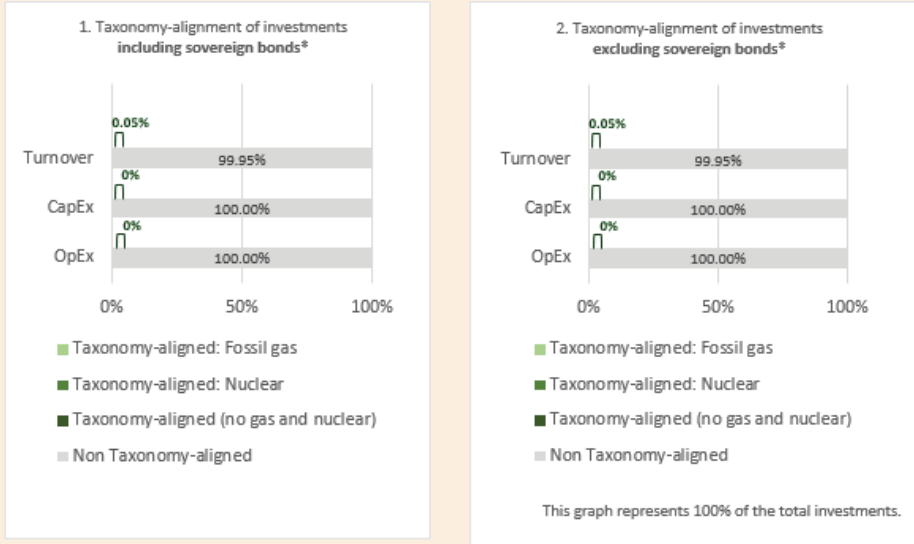 1. Taxonomy-alignment of investments
including sovereign bonds*
0.05%
Turnover
99.95%
0%
CapEx
100.00%
0%
OpEx
100.00%
0%
50%
100%
Taxonomy-aligned: Fossil gas
Taxonomy-aligned: Nuclear
Taxonomy-aligned (no gas and nuclear)
Non Taxonomy-aligned
2. Taxonomy-alignment of investments
excluding sovereign bonds*
0.05%
Turnover
99.95%
0%
CapEx
100.00%
0%
OpEx
100.00%
0%
50%
100%
Taxonomy-aligned: Fossil gas
Taxonomy-aligned: Nuclear
Taxonomy-aligned (no gas and nuclear)
Non Taxonomy-aligned
This graph represents 100% of the total investments.